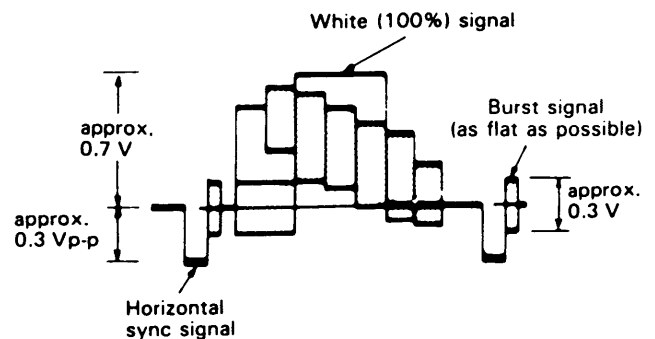 White (100%) signal
approx.
0.7 V
Burst signal
(as flat as possible)
approx.
0.3 V
approx.
0.3 Vp-p
Horizontal
sync signal